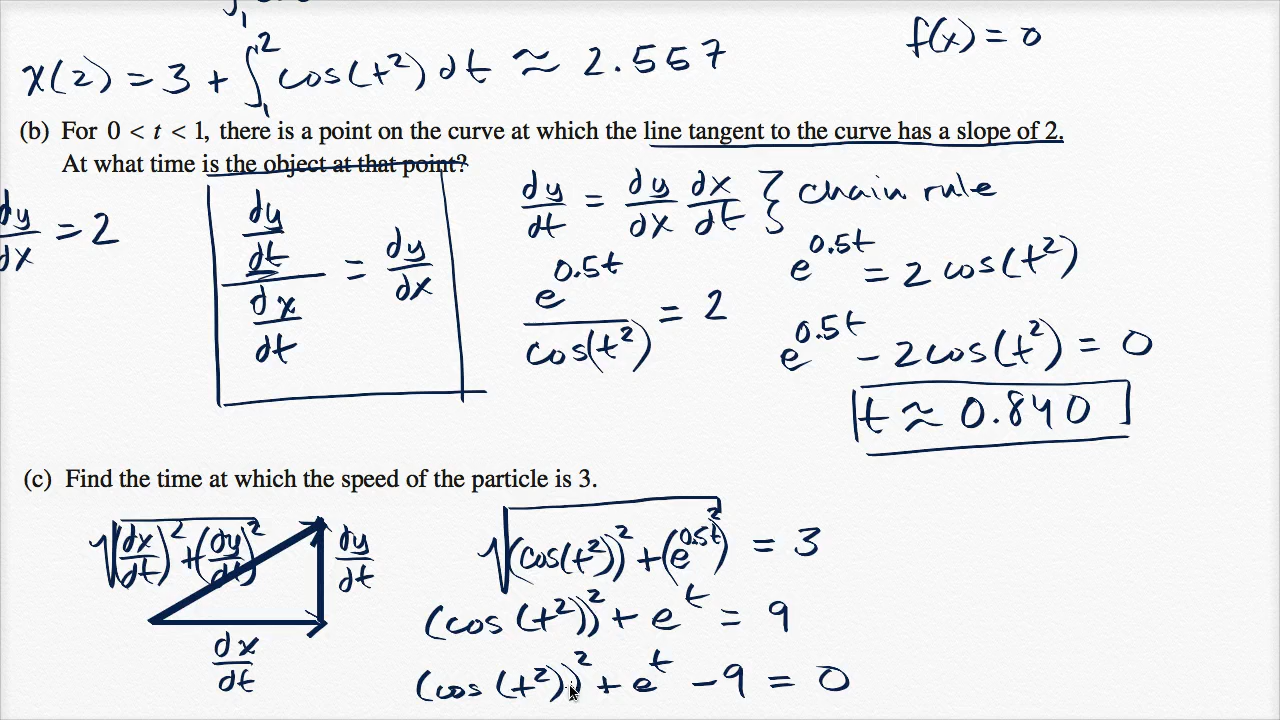 x(2) = 3 + ∫₁² cos(t²) dt ≈ 2.557
f(x) = 0
(b) For 0 < t < 1, there is a point on the curve at which the line tangent to the curve has a slope of 2.
At what time is the object at that point?
dy/dx = 2
(dy/dt)/(dx/dt) = dy/dx
dy/dt = dy/dx dx/dt } chain rule
e^0.5t/cos(t²) = 2
e^0.5t = 2 cos(t²)
e^0.5t - 2cos(t²) = 0
t ≈ 0.840
(c) Find the time at which the speed of the particle is 3.
√((dx/dt)² + (dy/dt)²)
dy/dt
dx/dt
√((cos(t²))² + (e^0.5t)²) = 3
(cos(t²))² + e^t = 9
(cos(t²))² + e^t - 9 = 0